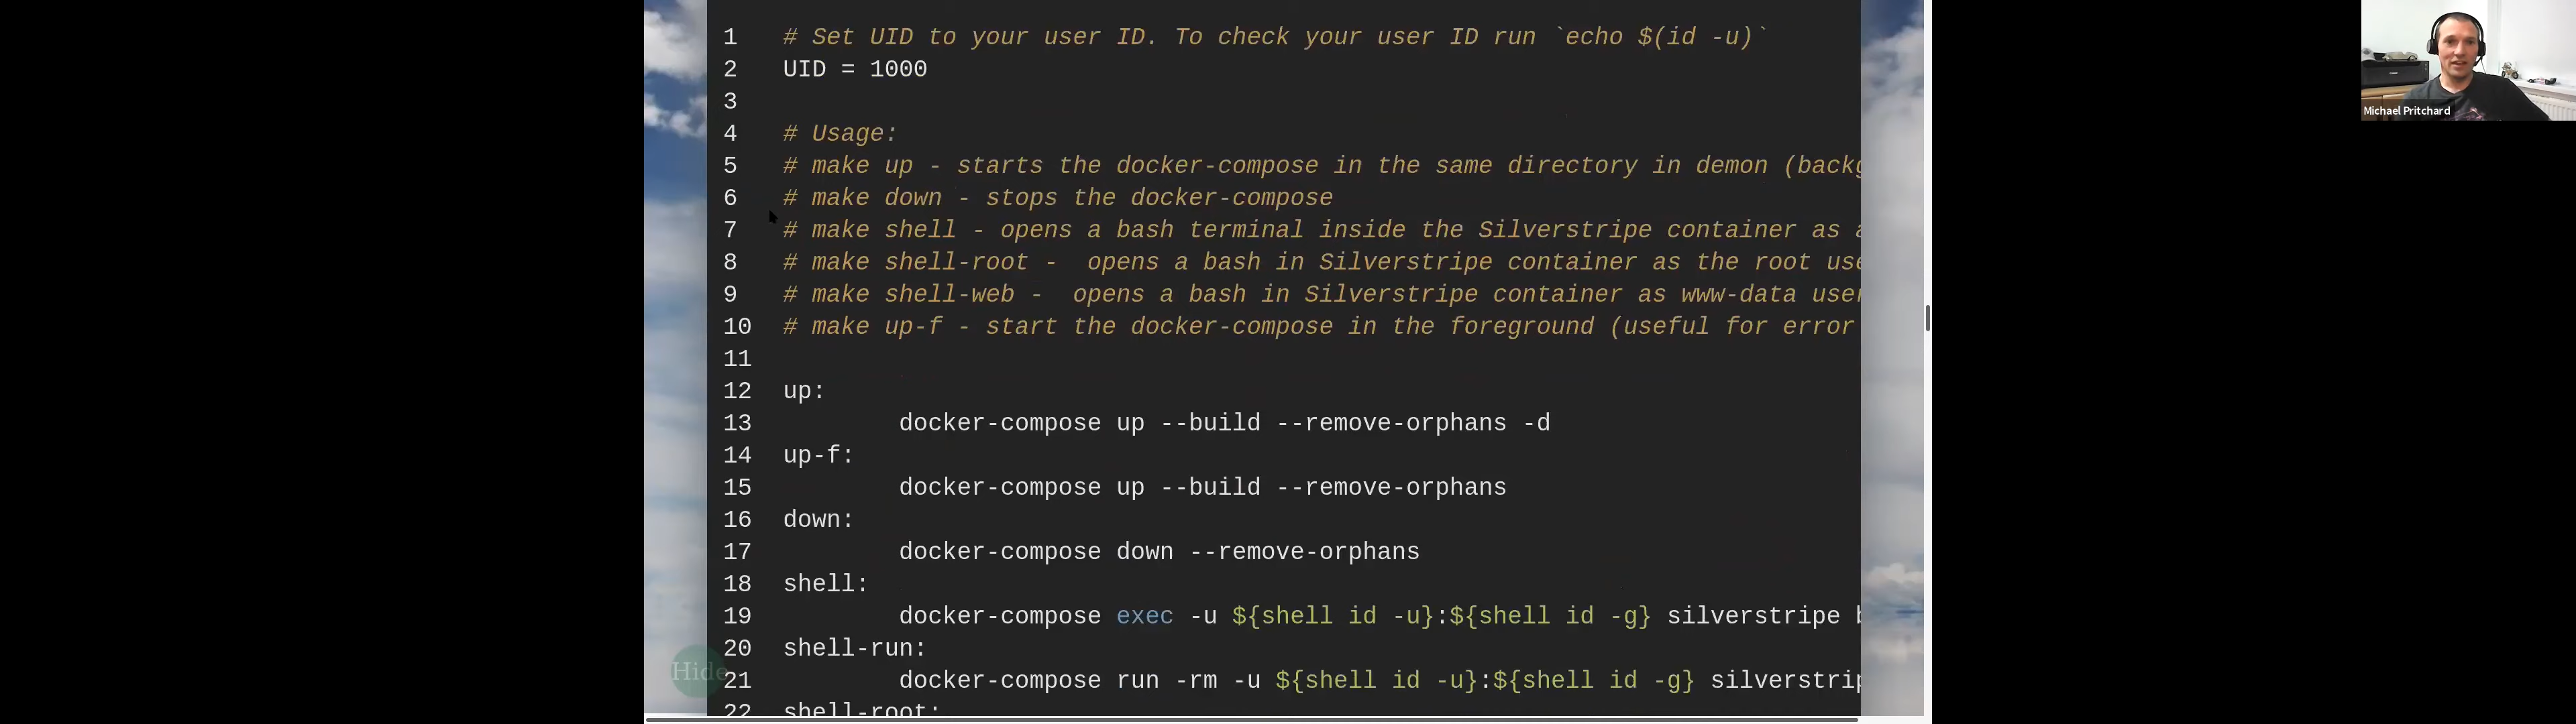 1 # Set UID to your user ID. To check your user ID run `echo $(id -u)`
2 UID = 1000
3
4 # Usage:
5 # make up - starts the docker-compose in the same directory in demon (backg
6 # make down - stops the docker-compose
7 # make shell - opens a bash terminal inside the Silverstripe container as a
8 # make shell-root -  opens a bash in Silverstripe container as the root use
9 # make shell-web -  opens a bash in Silverstripe container as www-data user
10 # make up-f - start the docker-compose in the foreground (useful for error
11
12 up:
13 docker-compose up --build --remove-orphans -d
14 up-f:
15 docker-compose up --build --remove-orphans
16 down:
17 docker-compose down --remove-orphans
18 shell:
19 docker-compose exec -u ${shell id -u}:${shell id -g} silverstripe b
20 shell-run:
21 docker-compose run -rm -u ${shell id -u}:${shell id -g} silverstrip
22 shell-root:
Hide
Michael Pritchard